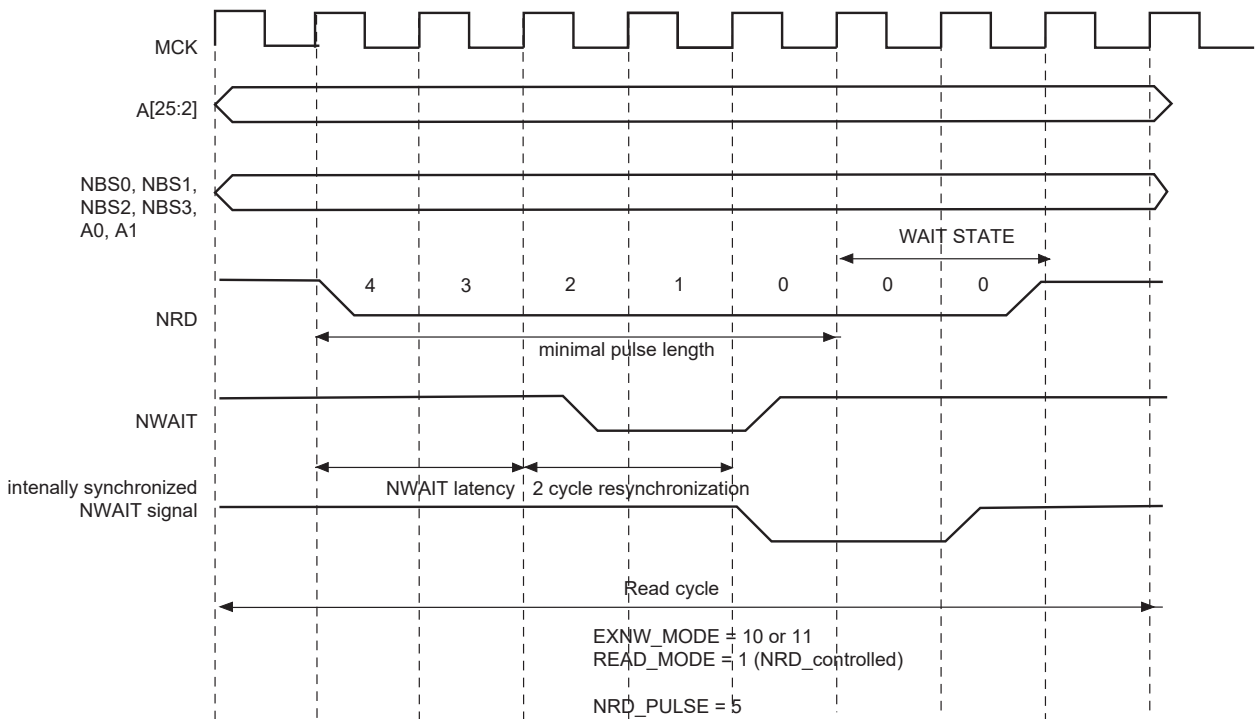 MCK
A[25:2]
NBS0, NBS1,
NBS2, NBS3,
A0, A1
WAIT STATE
4 3 2 1 0 0 0
NRD
minimal pulse length
NWAIT
NWAIT latency 2 cycle resynchronization
intenally synchronized
NWAIT signal
Read cycle
EXNW_MODE = 10 or 11
READ_MODE = 1 (NRD_controlled)
NRD_PULSE = 5